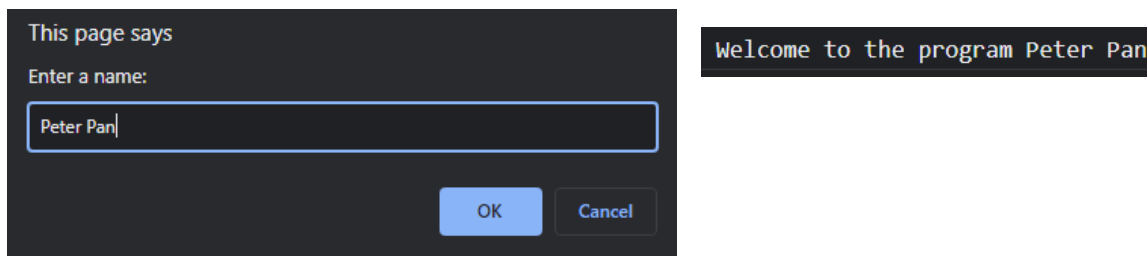 This page says
Enter a name:
Peter Pan
OK Cancel
Welcome to the program Peter Pan